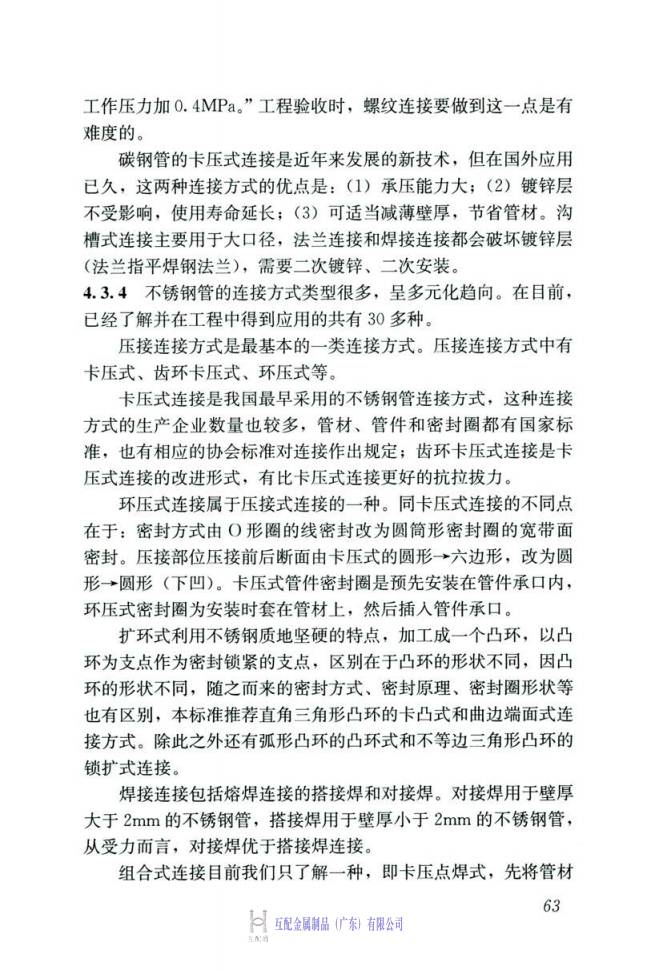 工作压力加0.4MPa。”工程验收时，螺纹连接要做到这一点是有
难度的。
碳钢管的卡压式连接是近年来发展的新技术，但在国外应用
已久，这两种连接方式的优点是：（1）承压能力大；（2）镀锌层
不受影响，使用寿命延长；（3）可适当减薄壁厚，节省管材。沟
槽式连接主要用于大口径，法兰连接和焊接连接都会破坏镀锌层
（法兰指平焊钢法兰），需要二次镀锌、二次安装。
4.3.4 不锈钢管的连接方式类型很多，呈多元化趋向。在目前，
已经了解并在工程中得到应用的共有30多种。
压接连接方式是最基本的一类连接方式。压接连接方式中有
卡压式、齿环卡压式、环压式等。
卡压式连接是我国最早采用的不锈钢管连接方式，这种连接
方式的生产企业数量也较多，管材、管件和密封圈都有国家标
准，也有相应的协会标准对连接作出规定；齿环卡压式连接是卡
压式连接的改进形式，有比卡压式连接更好的抗拉拔力。
环压式连接属于压接式连接的一种。同卡压式连接的不同点
在于：密封方式由O形圈的线密封改为圆筒形密封圈的宽带面
密封。压接部位压接前后断面由卡压式的圆形→六边形，改为圆
形→圆形（下凹）。卡压式管件密封圈是预先安装在管件承口内，
环压式密封圈为安装时套在管材上，然后插入管件承口。
扩环式利用不锈钢质地坚硬的特点，加工成一个凸环，以凸
环为支点作为密封锁紧的支点，区别在于凸环的形状不同，因凸
环的形状不同，随之而来的密封方式、密封原理、密封圈形状等
也有区别，本标准推荐直角三角形凸环的卡凸式和曲边端面式连
接方式。除此之外还有弧形凸环的凸环式和不等边三角形凸环的
锁扩式连接。
焊接连接包括熔焊连接的搭接焊和对接焊。对接焊用于壁厚
大于2mm的不锈钢管，搭接焊用于壁厚小于2mm的不锈钢管，
从受力而言，对接焊优于搭接焊连接。
组合式连接目前我们只了解一种，即卡压点焊式，先将管材
63
互配金属制品（广东）有限公司